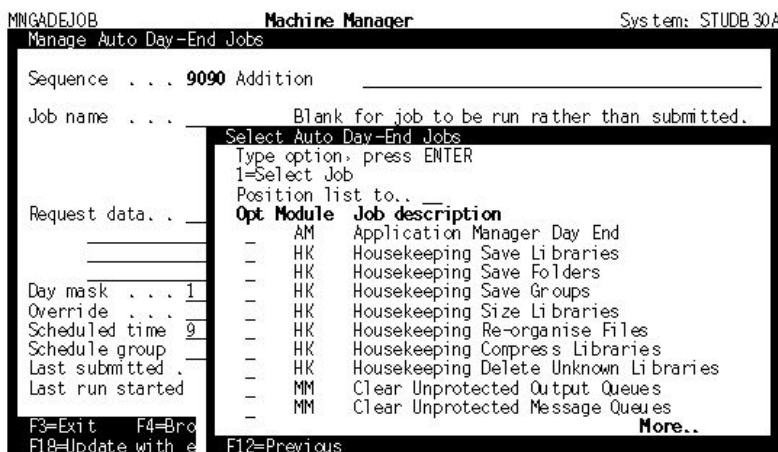 MNGADEJOB Machine Manager System: STUDB30A
Manage Auto Day-End Jobs
Sequence . . . 9090 Addition
Job name . . . Blank for job to be run rather than submitted.
Select Auto Day-End Jobs
Type option, press ENTER
1=Select Job
Position list to..
Request data. . Opt Module Job description
AM Application Manager Day End
HK Housekeeping Save Libraries
HK Housekeeping Save Folders
Day mask . . . 1 HK Housekeeping Save Groups
Override . . . HK Housekeeping Size Libraries
Scheduled time 9 HK Housekeeping Re-organise Files
Schedule group HK Housekeeping Compress Libraries
Last submitted . HK Housekeeping Delete Unknown Libraries
Last run started MM Clear Unprotected Output Queues
MM Clear Unprotected Message Queues
F3=Exit F4=Bro More..
F18=Update with e F12=Previous